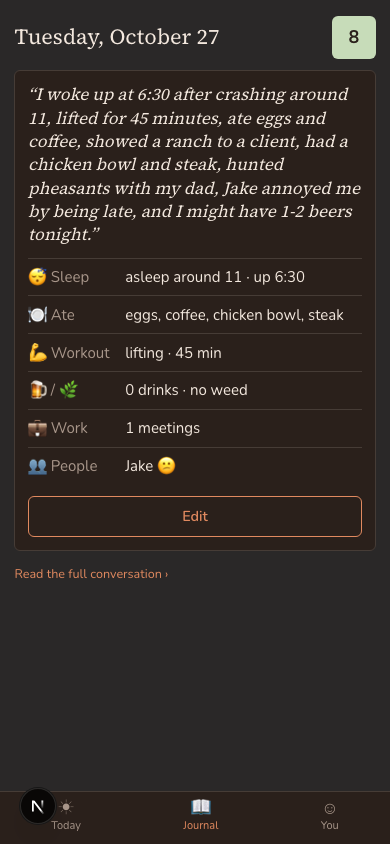 Tuesday, October 27
8
“I woke up at 6:30 after crashing around
11, lifted for 45 minutes, ate eggs and
coffee, showed a ranch to a client, had a
chicken bowl and steak, hunted
pheasants with my dad, Jake annoyed me
by being late, and I might have 1-2 beers
tonight.”
😴 Sleep asleep around 11 · up 6:30
🍽️ Ate eggs, coffee, chicken bowl, steak
💪 Workout lifting · 45 min
🍺 / 🌿 0 drinks · no weed
💼 Work 1 meetings
👥 People Jake 😕
Edit
Read the full conversation ›
N
Today Journal You